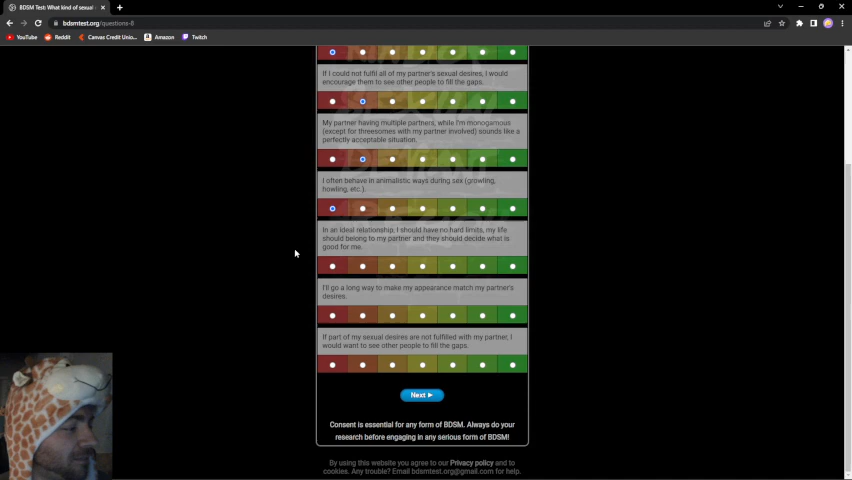 BDSM Test: What kind of sexual
bdsmtest.org/questions-8
YouTube
Reddit
Canvas Credit Unio...
Amazon
Twitch
If I could not fulfil all of my partner's sexual desires, I would
encourage them to see other people to fill the gaps.
My partner having multiple partners, while I'm monogamous
(except for threesomes with my partner involved) sounds like a
perfectly acceptable situation.
I often behave in animalistic ways during sex (growling,
howling, etc.).
In an ideal relationship, I should have no hard limits, my life
should belong to my partner and they should decide what is
good for me.
I'll go a long way to make my appearance match my partner's
desires.
If part of my sexual desires are not fulfilled with my partner, I
would want to see other people to fill the gaps.
Next
Consent is essential for any form of BDSM. Always do your
research before engaging in any serious form of BDSM!
By using this website you agree to our Privacy policy and to
cookies. Any trouble? Email bdsmtest.org@gmail.com for help.